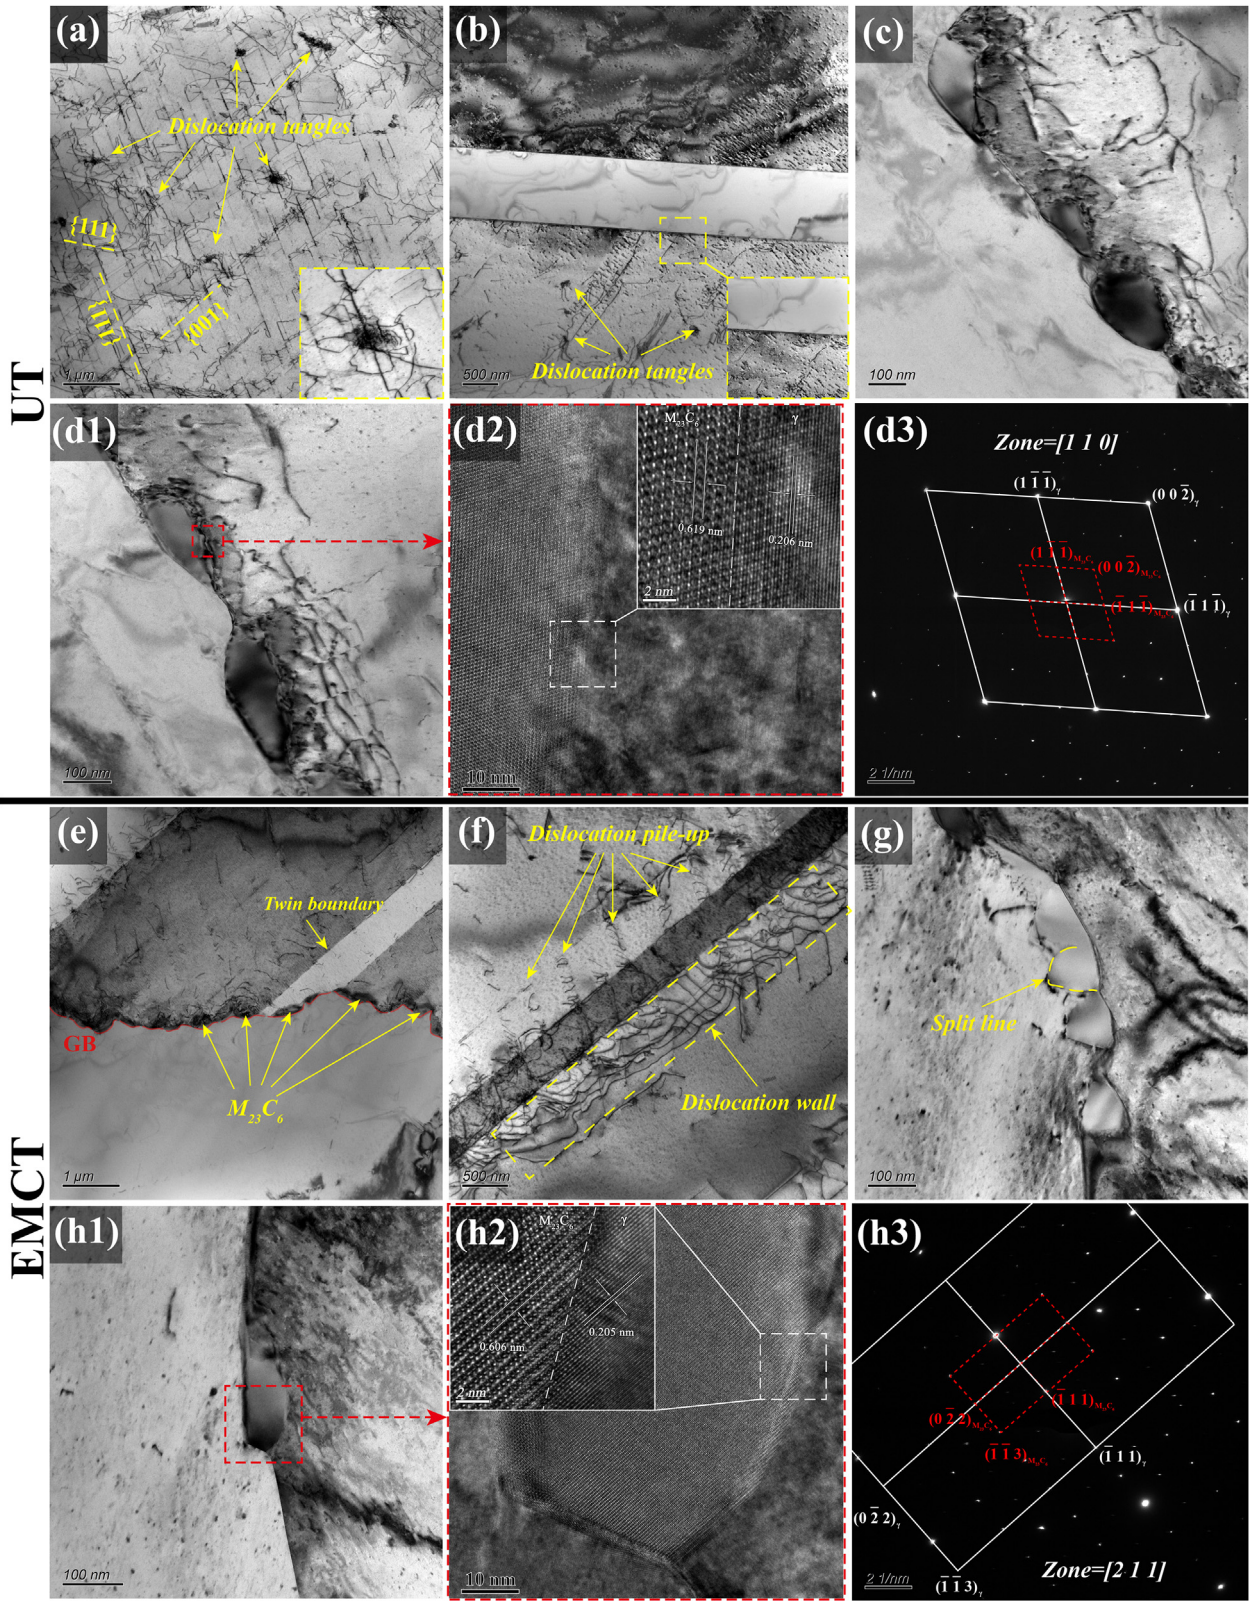 UT
(a)
Dislocation tangles
{111}
{111}
{001}
1 μm
(b)
Dislocation tangles
500 nm
(c)
100 nm
(d1)
100 nm
(d2)
M₂₃C₆
γ
0.619 nm
0.206 nm
2 nm
10 nm
(d3)
Zone=[1 1 0]
(1 1̅ 1̅)γ
(0 0 2̅)γ
(1 1̅ 1̅)M₂₃C₆
(0 0 2̅)M₂₃C₆
(1̅ 1 1̅)M₂₃C₆
(1̅ 1 1̅)γ
2 1/nm
EMCT
(e)
Twin boundary
GB
M₂₃C₆
1 μm
(f)
Dislocation pile-up
Dislocation wall
500 nm
(g)
Split line
100 nm
(h1)
100 nm
(h2)
M₂₃C₆
γ
0.606 nm
0.205 nm
2 nm
10 nm
(h3)
(1̅ 1 1)M₂₃C₆
(0 2̅ 2)M₂₃C₆
(1̅ 1̅ 3)M₂₃C₆
(1̅ 1 1)γ
(0 2̅ 2)γ
(1̅ 1̅ 3)γ
Zone=[2 1 1]
2 1/nm